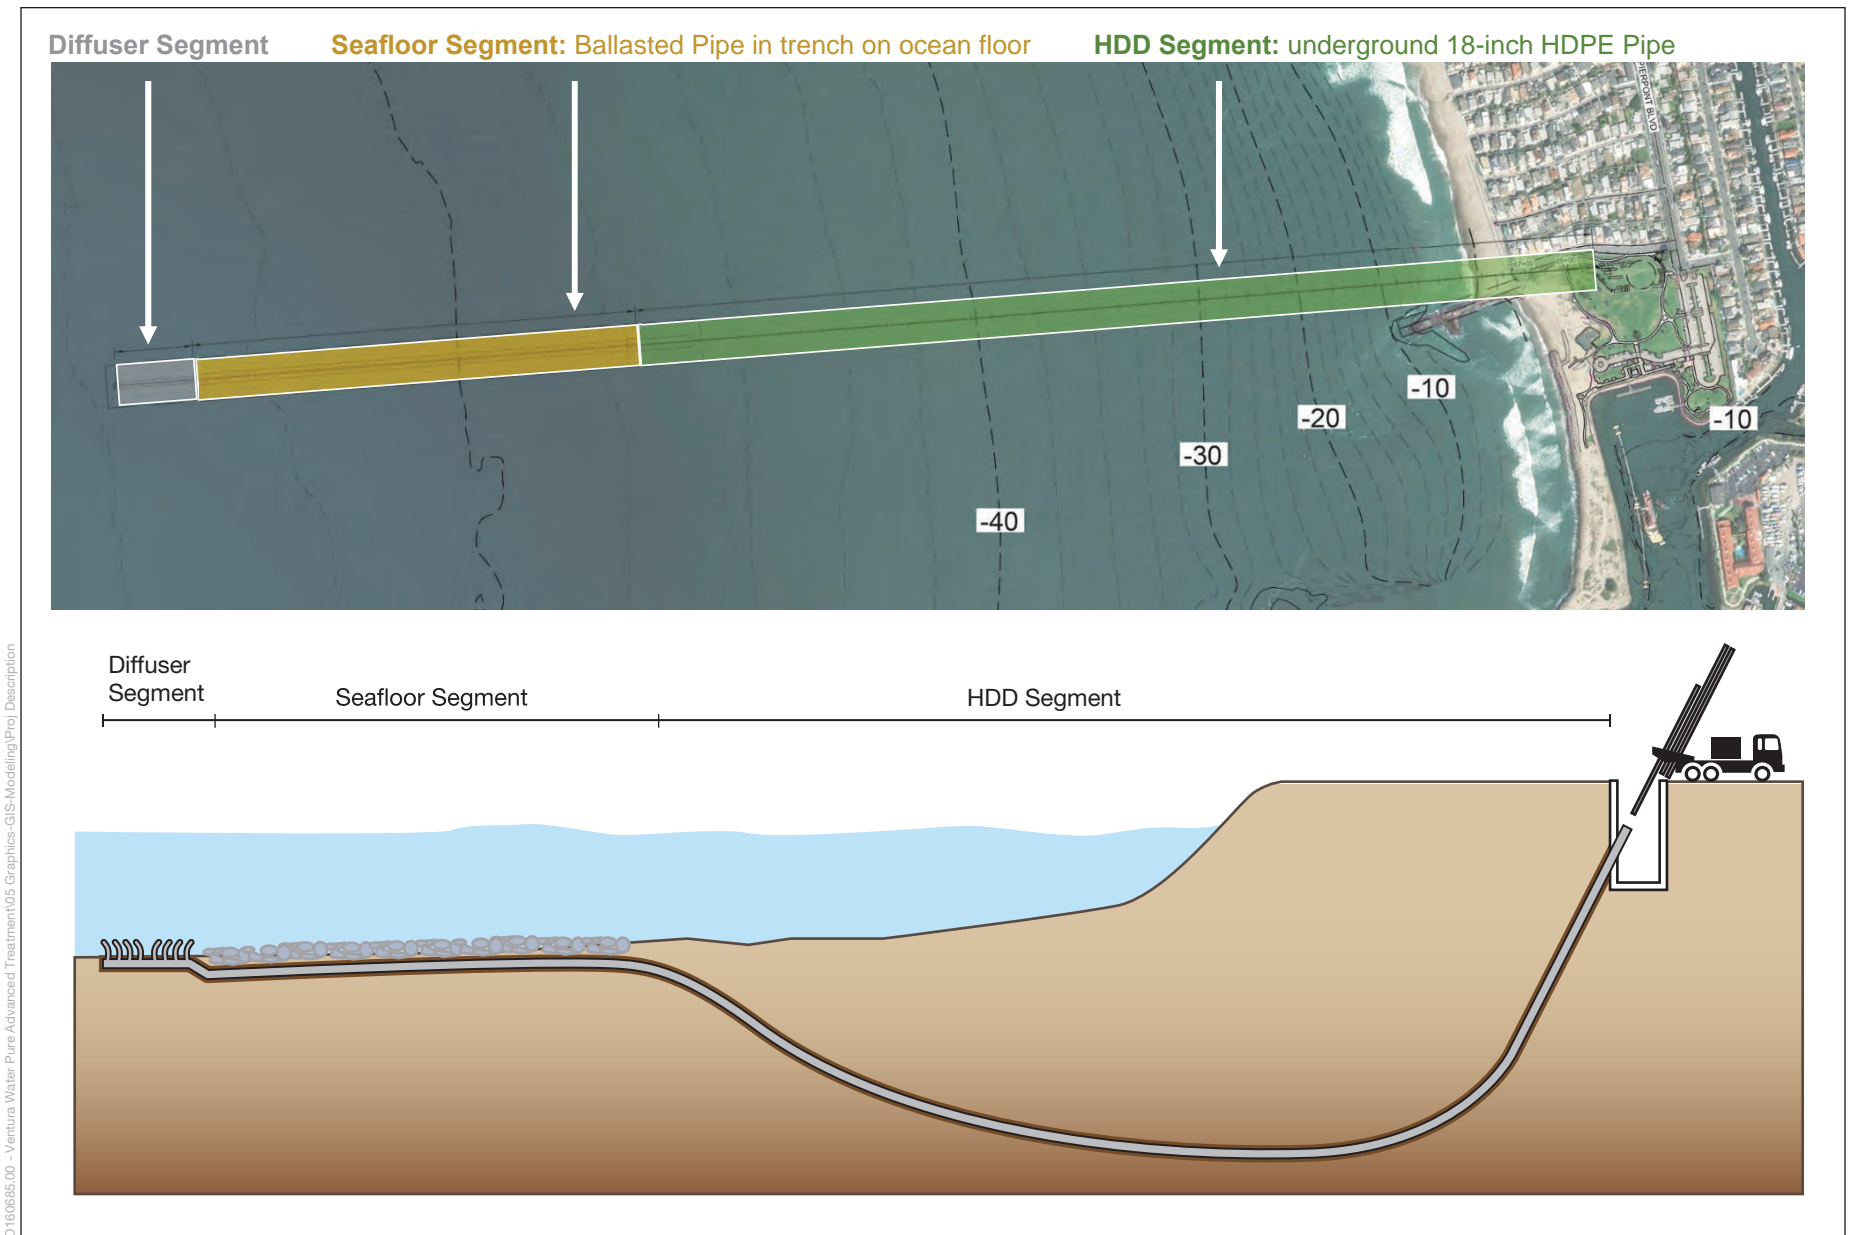 Diffuser Segment
Seafloor Segment: Ballasted Pipe in trench on ocean floor
HDD Segment: underground 18-inch HDPE Pipe
PIERPONT BLVD
-10
-20
-10
-30
-40
Diffuser
Segment
Seafloor Segment
HDD Segment
D160685.00 - Ventura Water Pure Advanced Treatment\05 Graphics-GIS-Modeling\Proj Description